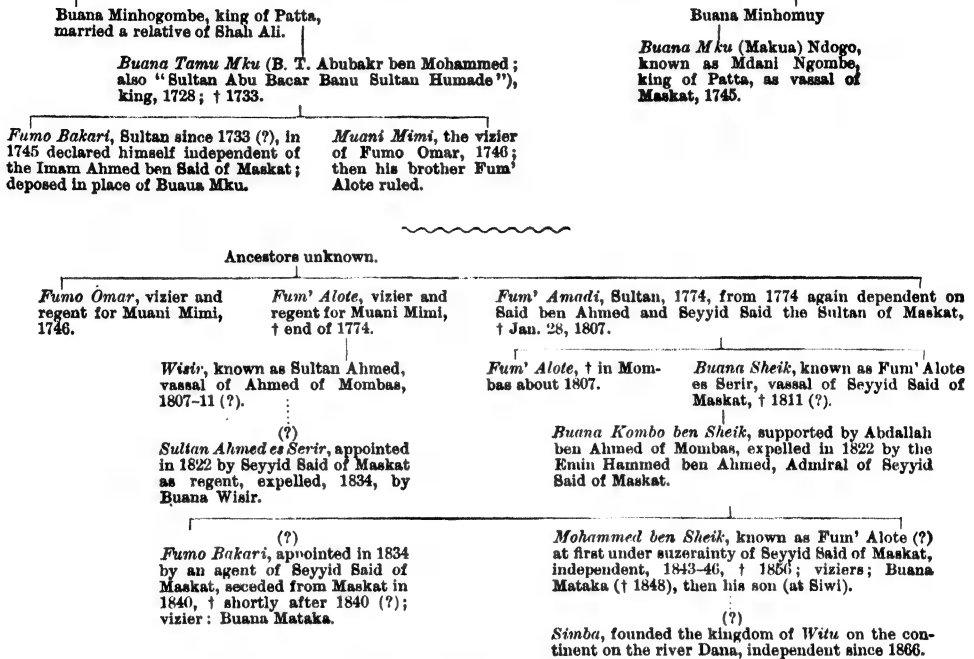 Buana Minhogombe, king of Patta,
married a relative of Shah Ali.
Buana Minhomuy
Buana Tamu Mku (B. T. Abubakr ben Mohammed;
also "Sultan Abu Bacar Banu Sultan Humade"),
king, 1728; † 1733.
Buana Mku (Makua) Ndogo,
known as Mdani Ngombe,
king of Patta, as vassal of
Maskat, 1745.
Fumo Bakari, Sultan since 1733 (?), in
1745 declared himself independent of
the Imam Ahmed ben Said of Maskat;
deposed in place of Buaua Mku.
Muani Mimi, the vizier
of Fumo Omar, 1746;
then his brother Fum'
Alote ruled.
Ancestors unknown.
Fumo Omar, vizier and
regent for Muani Mimi,
1746.
Fum' Alote, vizier and
regent for Muani Mimi,
† end of 1774.
Fum' Amadi, Sultan, 1774, from 1774 again dependent on
Said ben Ahmed and Seyyid Said the Sultan of Maskat,
† Jan. 28, 1807.
Wisir, known as Sultan Ahmed,
vassal of Ahmed of Mombas,
1807-11 (?).
Fum' Alote, † in Mom-
bas about 1807.
Buana Sheik, known as Fum' Alote
es Serir, vassal of Seyyid Said of
Maskat, † 1811 (?).
(?)
Sultan Ahmed es Serir, appointed
in 1822 by Seyyid Said of Maskat
as regent, expelled, 1834, by
Buana Wisir.
Buana Kombo ben Sheik, supported by Abdallah
ben Ahmed of Mombas, expelled in 1822 by the
Emin Hammed ben Ahmed, Admiral of Seyyid
Said of Maskat.
(?)
Fumo Bakari, appointed in 1834
by an agent of Seyyid Said of
Maskat, seceded from Maskat in
1840, † shortly after 1840 (?);
vizier: Buana Mataka.
Mohammed ben Sheik, known as Fum' Alote (?)
at first under suzerainty of Seyyid Said of Maskat,
independent, 1843-46, † 1856; viziers; Buana
Mataka († 1848), then his son (at Siwi).
(?)
Simba, founded the kingdom of Witu on the con-
tinent on the river Dana, independent since 1866.